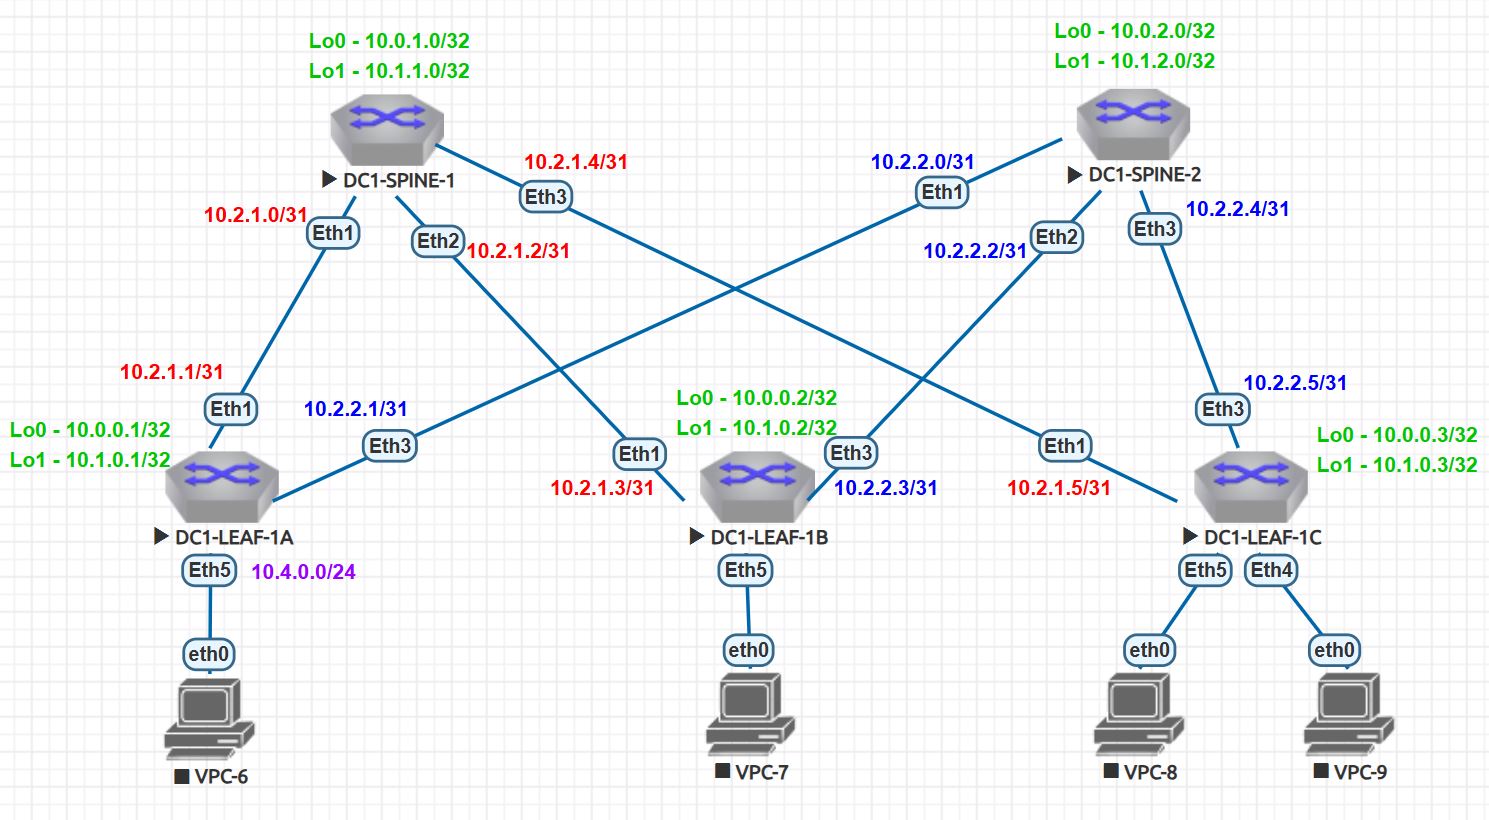 Lo0 - 10.0.1.0/32
Lo1 - 10.1.1.0/32
Lo0 - 10.0.2.0/32
Lo1 - 10.1.2.0/32
DC1-SPINE-1
DC1-SPINE-2
10.2.1.4/31
Eth3
10.2.2.0/31
Eth1
10.2.1.0/31
Eth1
Eth2
10.2.1.2/31
10.2.2.2/31
Eth2
10.2.2.4/31
Eth3
10.2.1.1/31
Eth1
10.2.2.1/31
Eth3
Lo0 - 10.0.0.1/32
Lo1 - 10.1.0.1/32
Lo0 - 10.0.0.2/32
Lo1 - 10.1.0.2/32
Eth1
10.2.1.3/31
Eth3
10.2.2.3/31
Eth1
10.2.1.5/31
10.2.2.5/31
Eth3
Lo0 - 10.0.0.3/32
Lo1 - 10.1.0.3/32
DC1-LEAF-1A
DC1-LEAF-1B
DC1-LEAF-1C
Eth5
10.4.0.0/24
Eth5
Eth5
Eth4
eth0
eth0
eth0
eth0
VPC-6
VPC-7
VPC-8
VPC-9